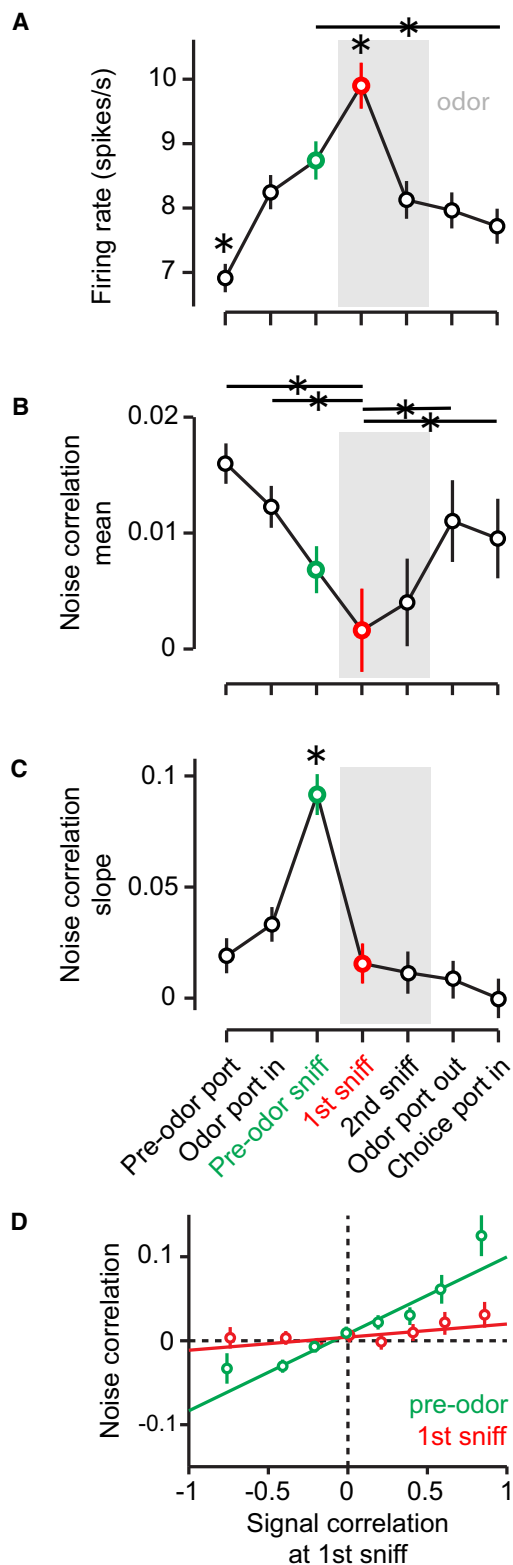 A
*
*
*
10
9
8
7
Firing rate (spikes/s)
odor
B
*
*
*
*
0.02
0.01
0
Noise correlation
mean
C
*
0.1
0.05
0
Noise correlation
slope
Pre-odor port
Odor port in
Pre-odor sniff
1st sniff
2nd sniff
Odor port out
Choice port in
D
0.1
0
-0.1
Noise correlation
pre-odor
1st sniff
-1
-0.5
0
0.5
1
Signal correlation
at 1st sniff